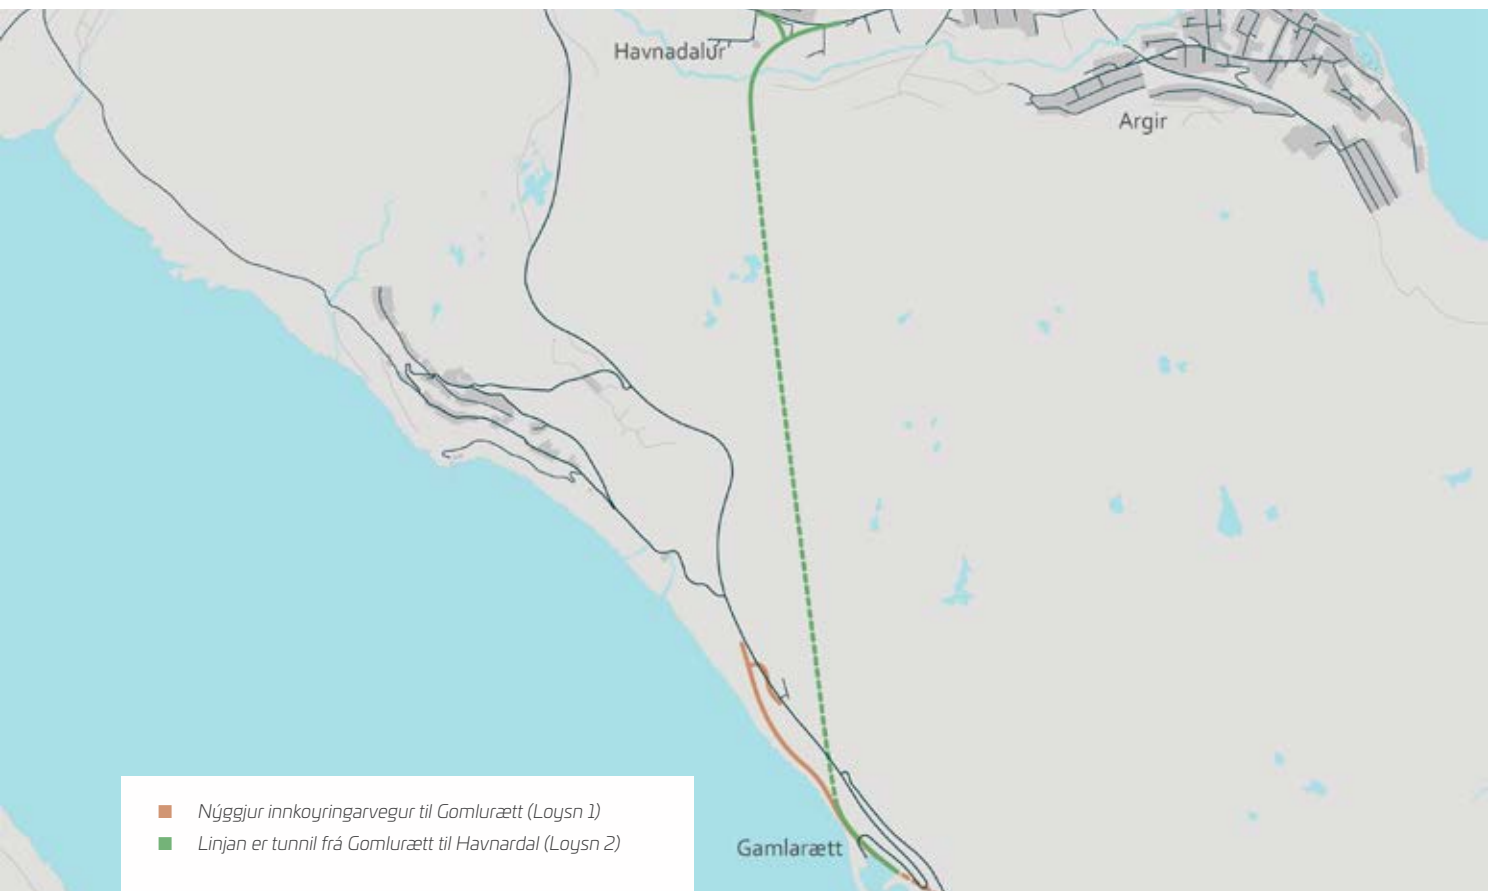 Havnadalur
Argir
Nýggjur innkoyringarvegur til Gomlurætt (Loysn 1)
Linjan er tunnil frá Gomlurætt til Havnardal (Loysn 2)
Gamlarætt